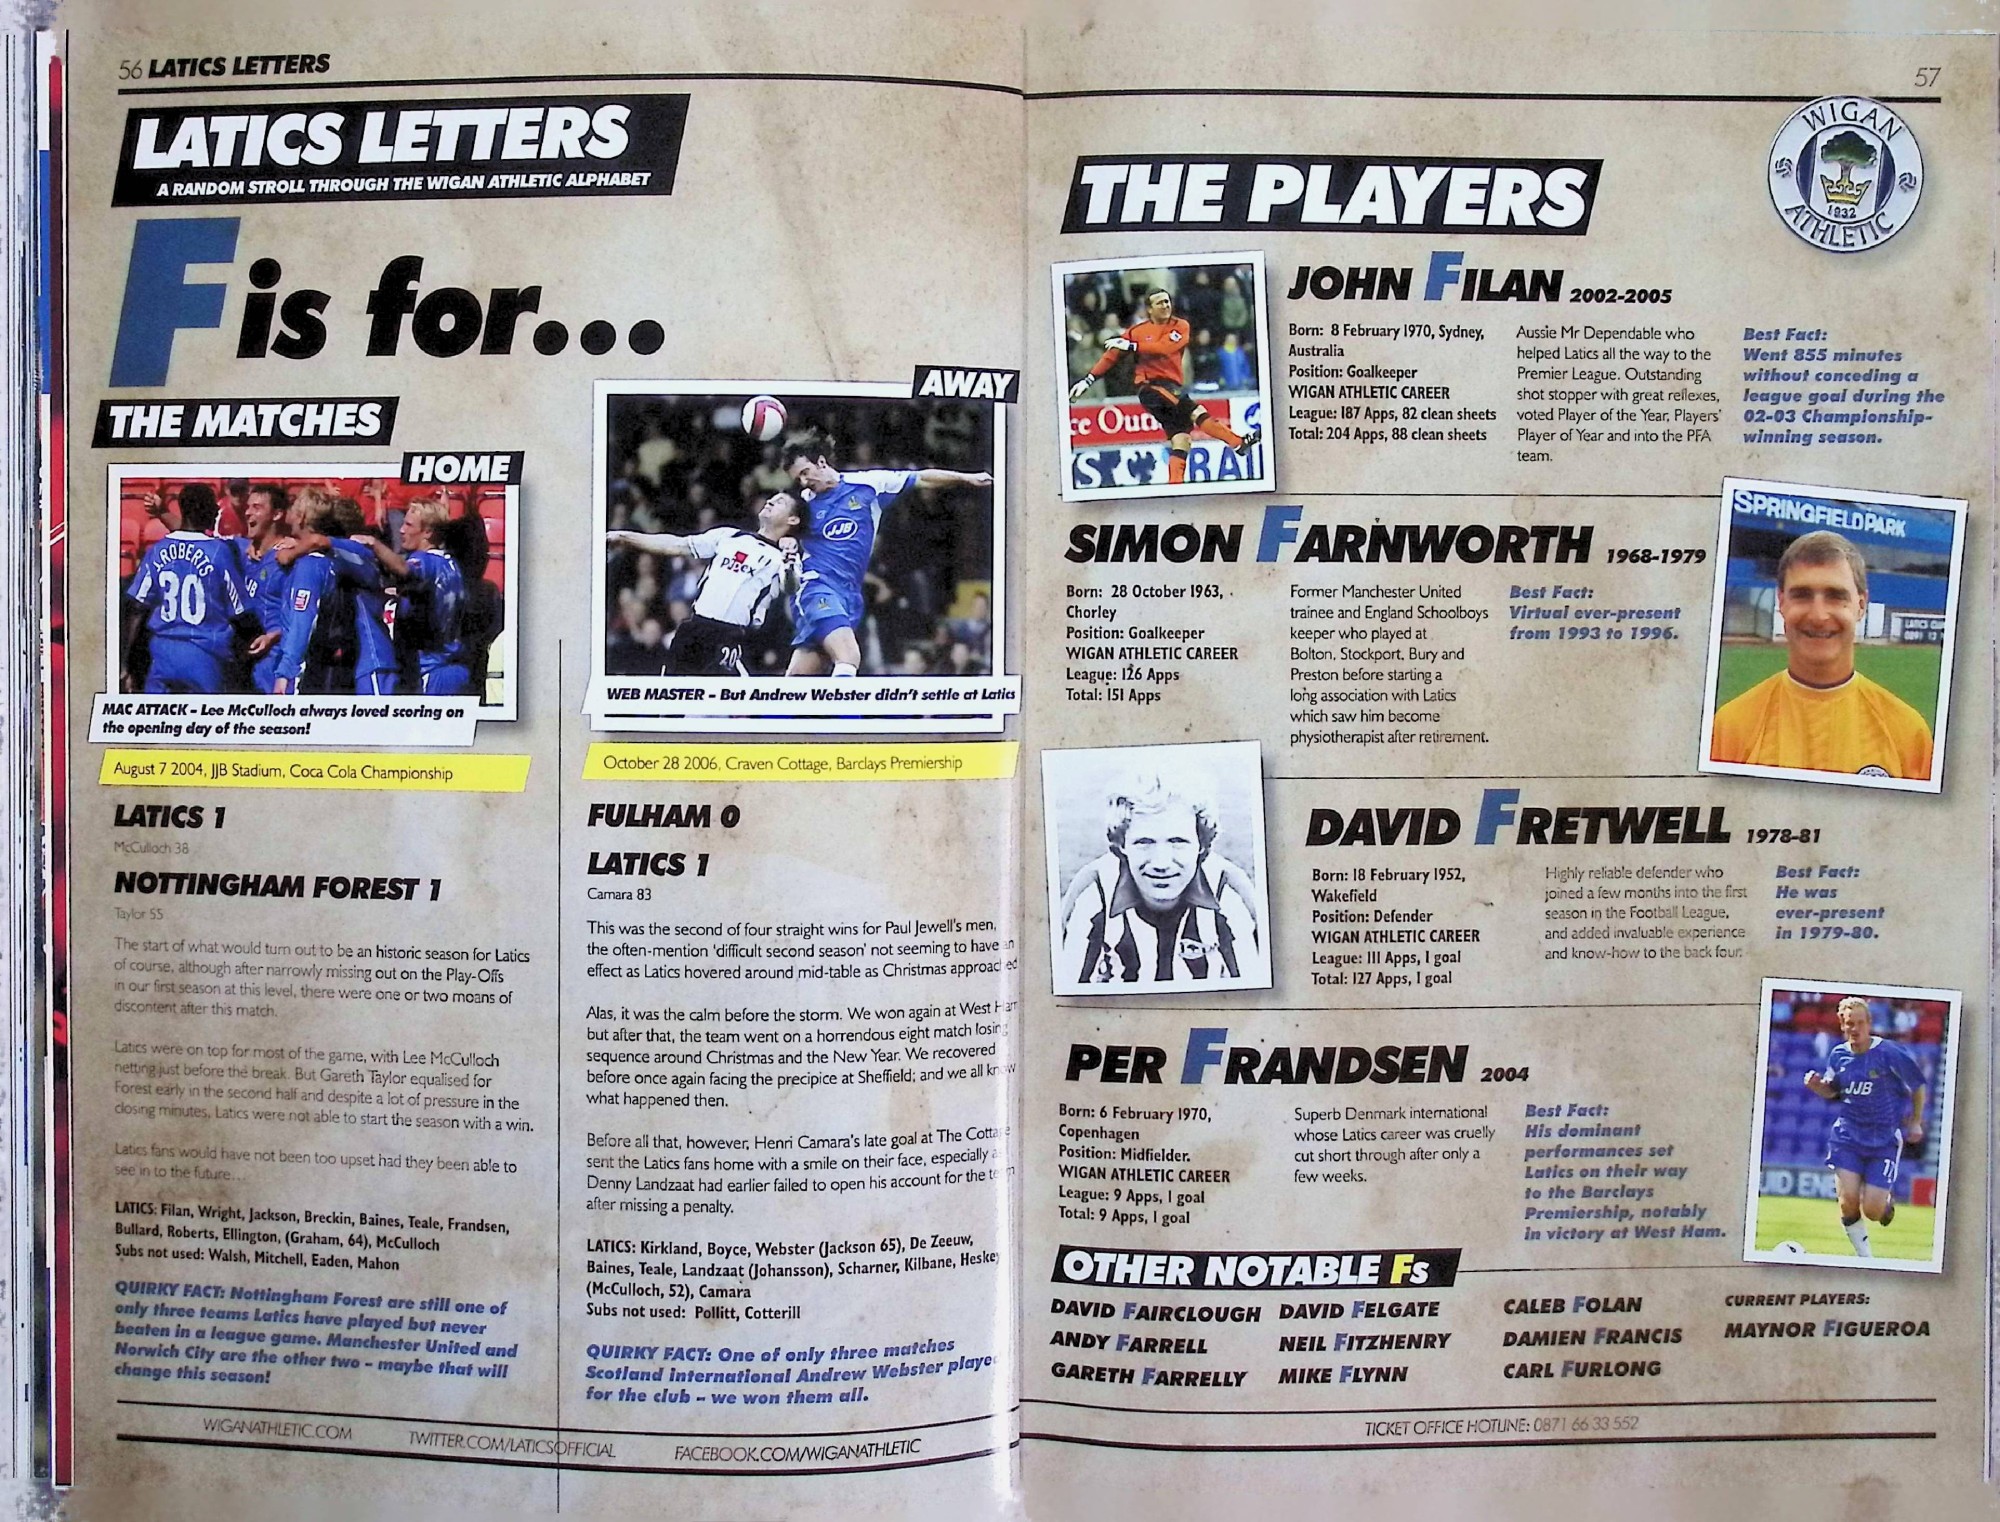 56 LATICS LETTERS
LATICS LETTERS
A RANDOM STROLL THROUGH THE WIGAN ATHLETIC ALPHABET
F is for...
THE MATCHES
HOME
J.ROBERTS
30
MAC ATTACK – Lee McCulloch always loved scoring on
the opening day of the season!
August 7 2004, JJB Stadium, Coca Cola Championship
LATICS 1
McCulloch 38
NOTTINGHAM FOREST 1
Taylor 55
The start of what would turn out to be an historic season for Latics
of course, although after narrowly missing out on the Play-Offs
in our first season at this level, there were one or two moans of
discontent after this match.
Latics were on top for most of the game, with Lee McCulloch
netting just before the break. But Gareth Taylor equalised for
Forest early in the second half and despite a lot of pressure in the
closing minutes, Latics were not able to start the season with a win.
Latics fans would have not been too upset had they been able to
see in to the future...
LATICS: Filan, Wright, Jackson, Breckin, Baines, Teale, Frandsen,
Bullard, Roberts, Ellington, (Graham, 64), McCulloch
Subs not used: Walsh, Mitchell, Eaden, Mahon
QUIRKY FACT: Nottingham Forest are still one of
only three teams Latics have played but never
beaten in a league game. Manchester United and
Norwich City are the other two – maybe that will
change this season!
AWAY
JJB
pipex
20
WEB MASTER – But Andrew Webster didn't settle at Latics
October 28 2006, Craven Cottage, Barclays Premiership
FULHAM 0
LATICS 1
Camara 83
This was the second of four straight wins for Paul Jewell's men,
the often-mention 'difficult second season' not seeming to have an
effect as Latics hovered around mid-table as Christmas approached
Alas, it was the calm before the storm. We won again at West Ham
but after that, the team went on a horrendous eight match losing
sequence around Christmas and the New Year. We recovered
before once again facing the precipice at Sheffield; and we all know
what happened then.
Before all that, however, Henri Camara's late goal at The Cottage
sent the Latics fans home with a smile on their face, especially as
Denny Landzaat had earlier failed to open his account for the team
after missing a penalty.
LATICS: Kirkland, Boyce, Webster (Jackson 65), De Zeeuw,
Baines, Teale, Landzaat (Johansson), Scharner, Kilbane, Heskey
(McCulloch, 52), Camara
Subs not used: Pollitt, Cotterill
QUIRKY FACT: One of only three matches
Scotland international Andrew Webster played
for the club – we won them all.
WIGANATHLETIC.COM
TWITTER.COM/LATICSOFFICIAL
FACEBOOK.COM/WIGANATHLETIC
57
WIGAN
1932
ATHLETIC
THE PLAYERS
JOHN FILAN 2002-2005
Born: 8 February 1970, Sydney,
Australia
Position: Goalkeeper
WIGAN ATHLETIC CAREER
League: 187 Apps, 82 clean sheets
Total: 204 Apps, 88 clean sheets
Aussie Mr Dependable who
helped Latics all the way to the
Premier League. Outstanding
shot stopper with great reflexes,
voted Player of the Year, Players'
Player of Year and into the PFA
team.
Best Fact:
Went 855 minutes
without conceding a
league goal during the
02-03 Championship-
winning season.
SIMON FARNWORTH 1968-1979
Born: 28 October 1963,
Chorley
Position: Goalkeeper
WIGAN ATHLETIC CAREER
League: 126 Apps
Total: 151 Apps
Former Manchester United
trainee and England Schoolboys
keeper who played at
Bolton, Stockport, Bury and
Preston before starting a
long association with Latics
which saw him become
physiotherapist after retirement.
Best Fact:
Virtual ever-present
from 1993 to 1996.
SPRINGFIELD PARK
DAVID FRETWELL 1978-81
Born: 18 February 1952,
Wakefield
Position: Defender
WIGAN ATHLETIC CAREER
League: 111 Apps, 1 goal
Total: 127 Apps, 1 goal
Highly reliable defender who
joined a few months into the first
season in the Football League,
and added invaluable experience
and know-how to the back four.
Best Fact:
He was
ever-present
in 1979-80.
PER FRANDSEN 2004
Born: 6 February 1970,
Copenhagen
Position: Midfielder.
WIGAN ATHLETIC CAREER
League: 9 Apps, 1 goal
Total: 9 Apps, 1 goal
Superb Denmark international
whose Latics career was cruelly
cut short through after only a
few weeks.
Best Fact:
His dominant
performances set
Latics on their way
to the Barclays
Premiership, notably
in victory at West Ham.
JJB
OTHER NOTABLE Fs
DAVID FAIRCLOUGH
ANDY FARRELL
GARETH FARRELLY
DAVID FELGATE
NEIL FITZHENRY
MIKE FLYNN
CALEB FOLAN
DAMIEN FRANCIS
CARL FURLONG
CURRENT PLAYERS:
MAYNOR FIGUEROA
TICKET OFFICE HOTLINE: 0871 66 33 552